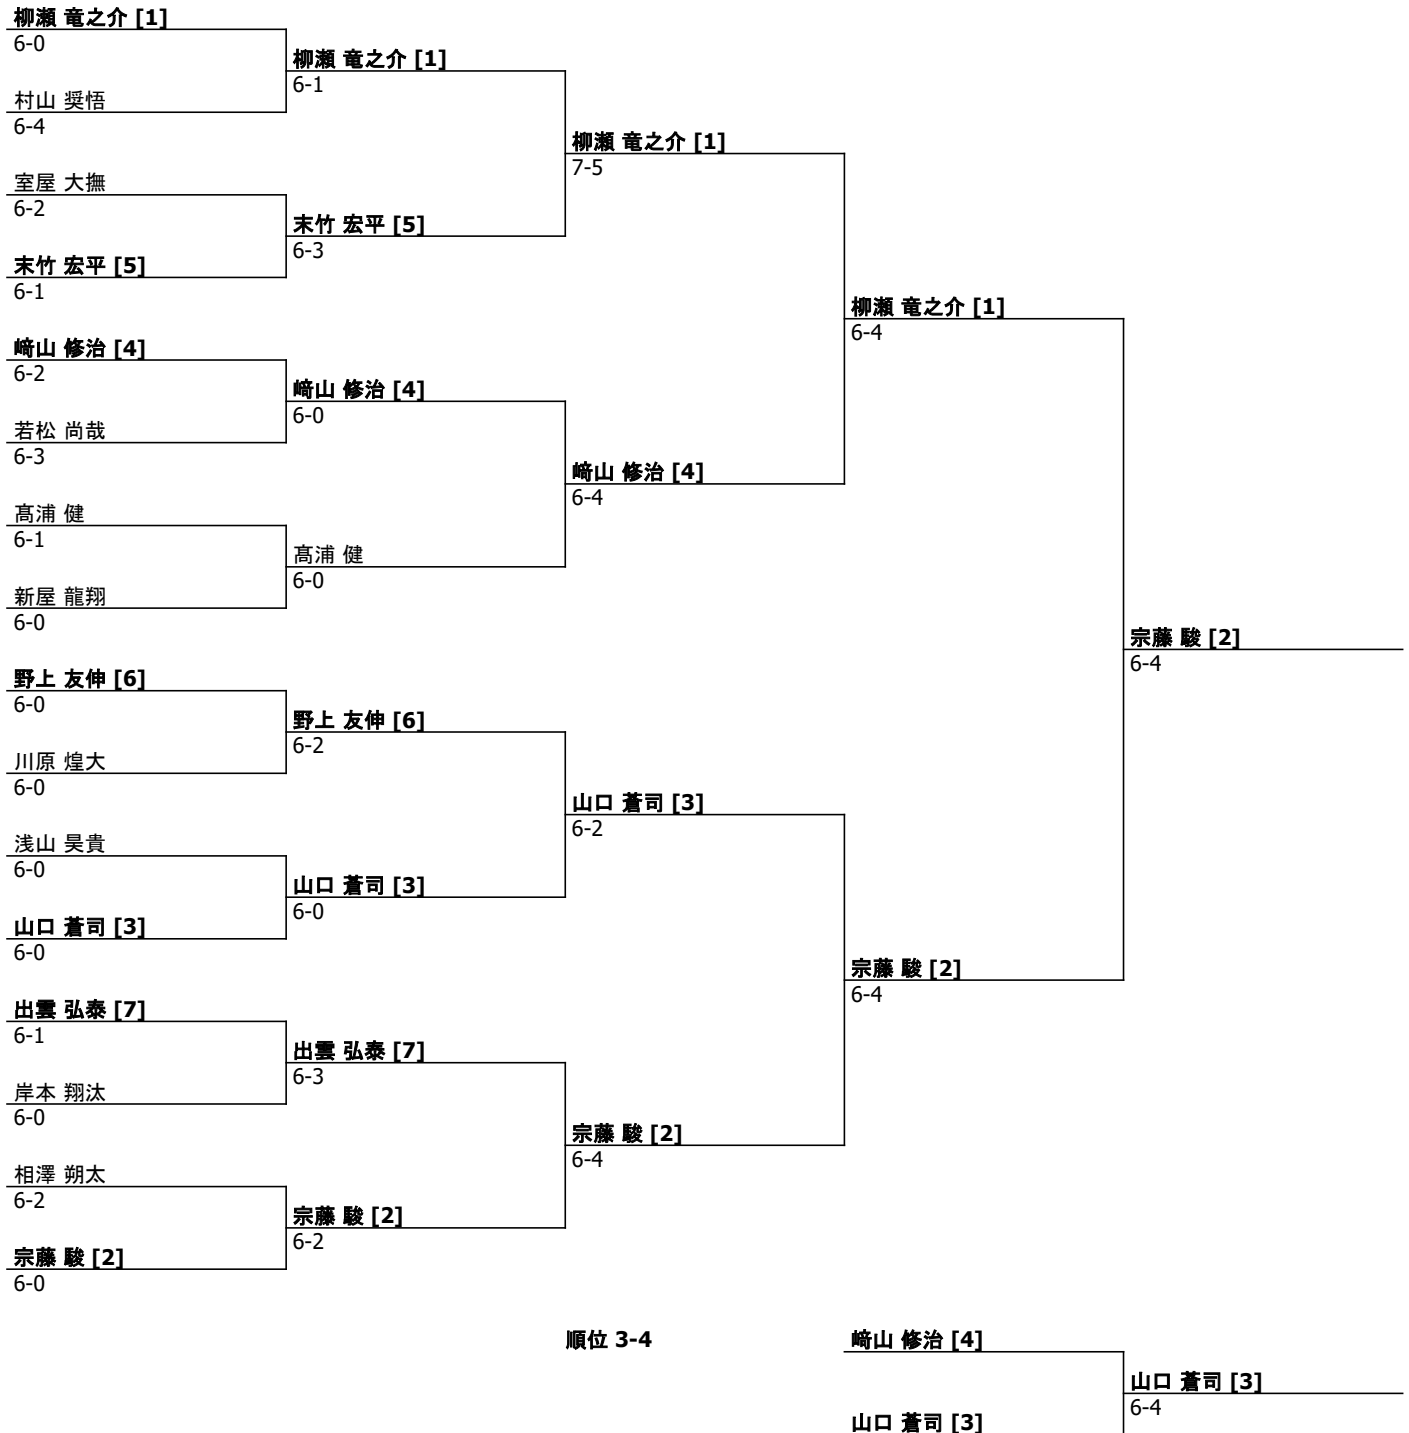 柳瀬 竜之介 [1]
6-0
柳瀬 竜之介 [1]
6-1
村山 奨悟
6-4
柳瀬 竜之介 [1]
7-5
室屋 大撫
6-2
末竹 宏平 [5]
6-3
末竹 宏平 [5]
6-1
柳瀬 竜之介 [1]
6-4
﨑山 修治 [4]
6-2
﨑山 修治 [4]
6-0
若松 尚哉
6-3
﨑山 修治 [4]
6-4
髙浦 健
6-1
髙浦 健
6-0
新屋 龍翔
6-0
宗藤 駿 [2]
6-4
野上 友伸 [6]
6-0
野上 友伸 [6]
6-2
川原 煌大
6-0
山口 蒼司 [3]
6-2
浅山 昊貴
6-0
山口 蒼司 [3]
6-0
山口 蒼司 [3]
6-0
宗藤 駿 [2]
6-4
出雲 弘泰 [7]
6-1
出雲 弘泰 [7]
6-3
岸本 翔汰
6-0
宗藤 駿 [2]
6-4
相澤 朔太
6-2
宗藤 駿 [2]
6-2
宗藤 駿 [2]
6-0
順位 3-4
﨑山 修治 [4]
山口 蒼司 [3]
6-4
山口 蒼司 [3]